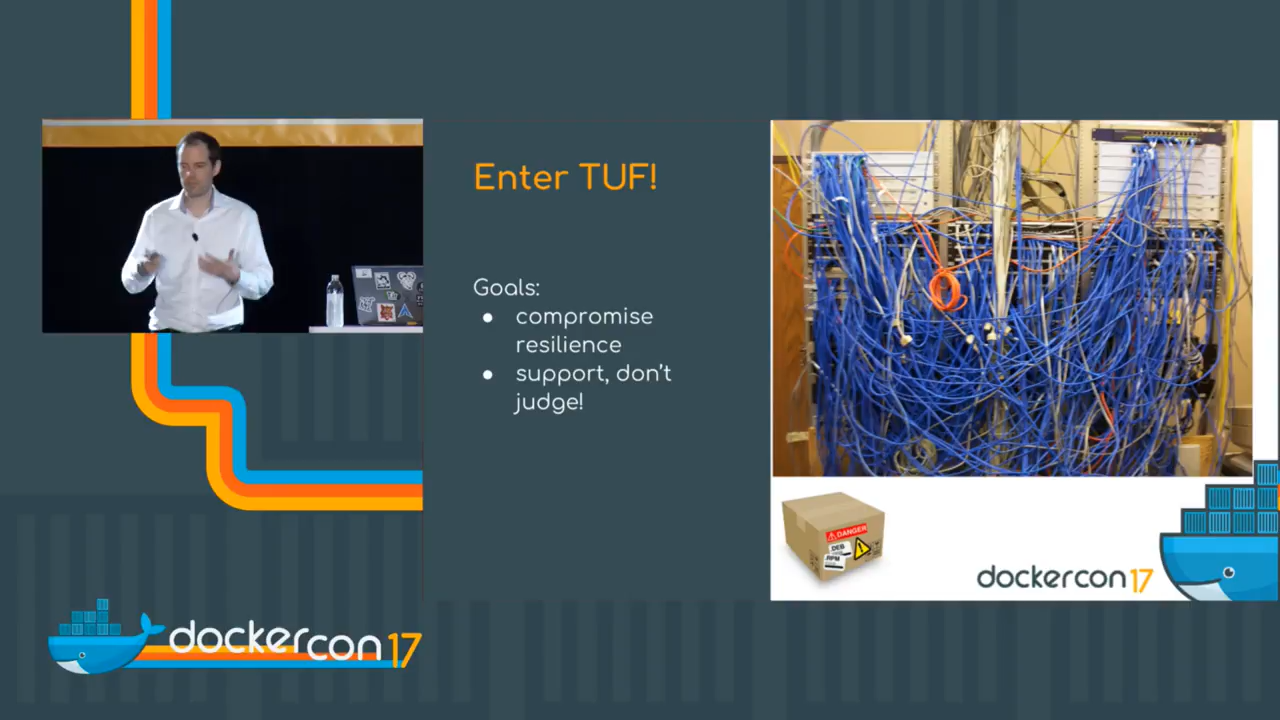 Enter TUF!
Goals:
• compromise
resilience
• support, don't
judge!
DANGER
DEB
RPM
dockercon 17
dockercon 17